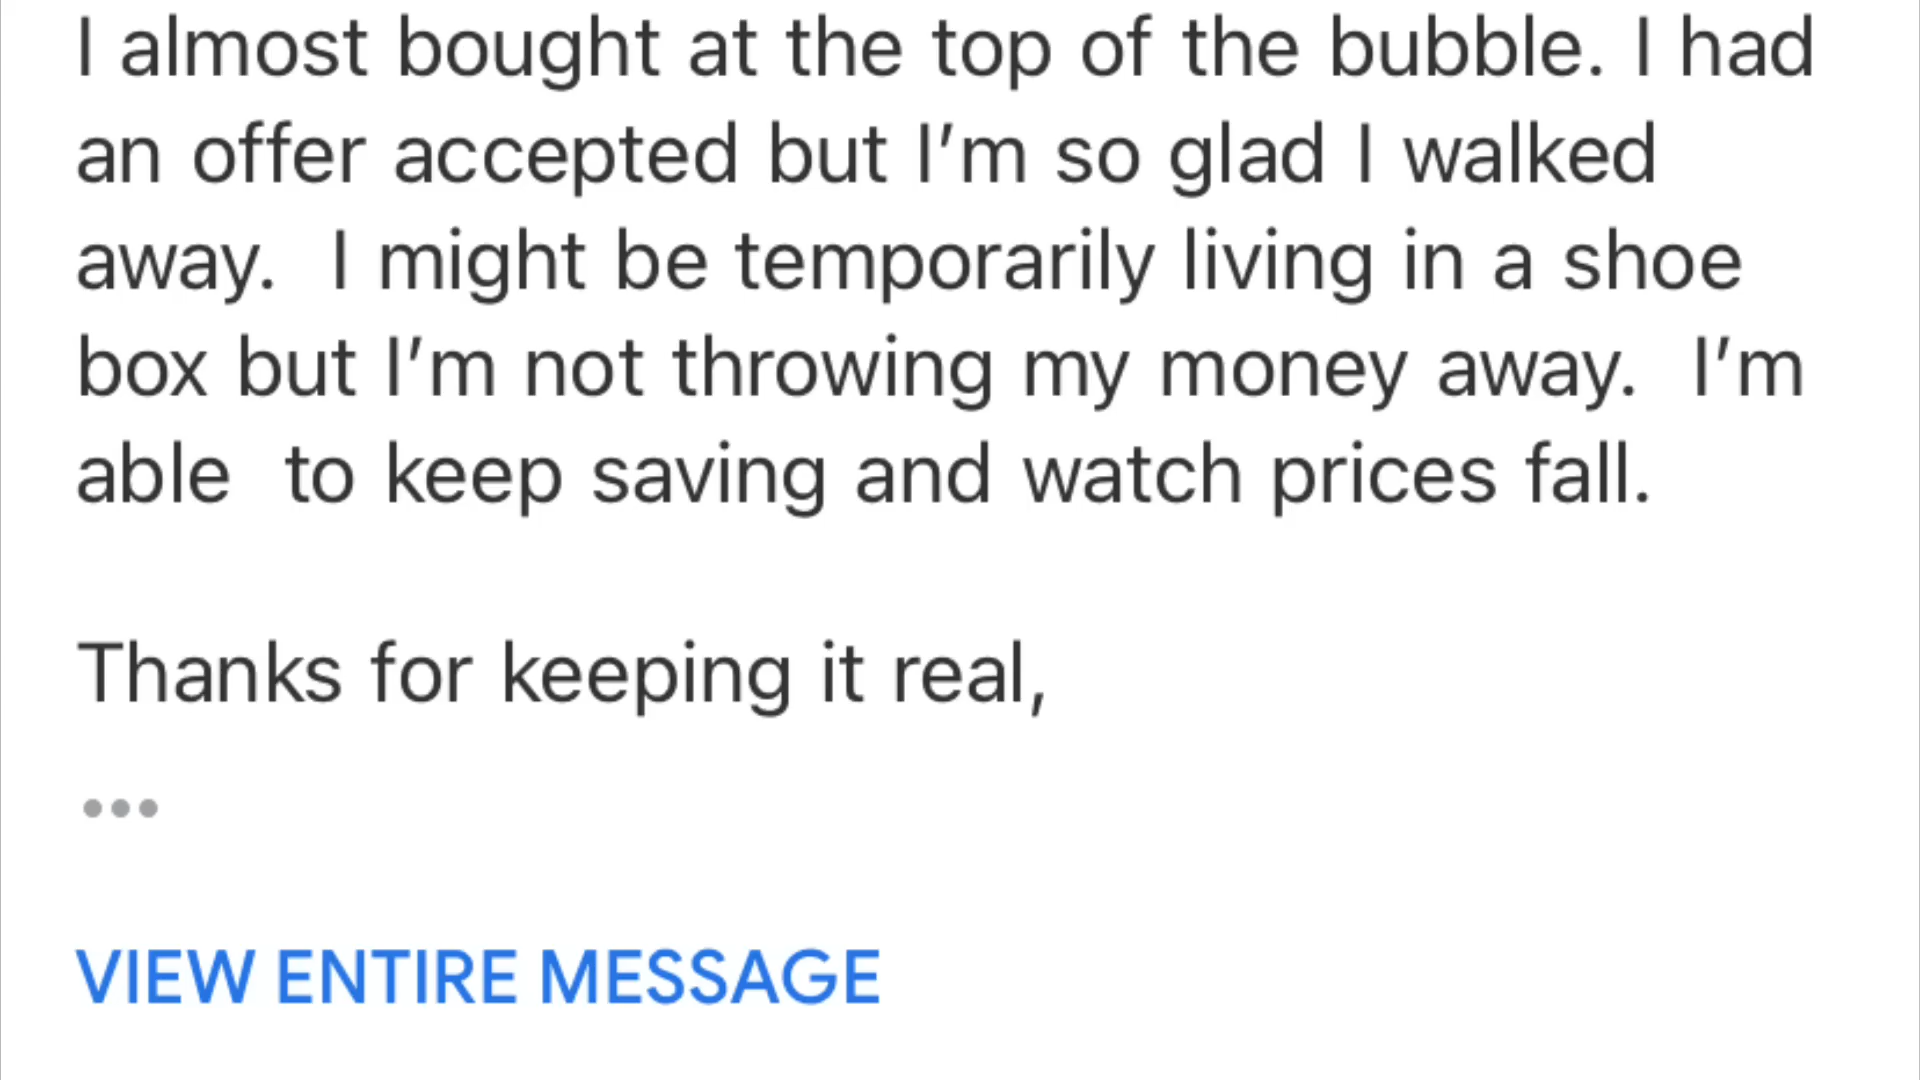 I almost bought at the top of the bubble. I had
an offer accepted but I’m so glad I walked
away.  I might be temporarily living in a shoe
box but I’m not throwing my money away.  I’m
able  to keep saving and watch prices fall.
Thanks for keeping it real,
•••
VIEW ENTIRE MESSAGE